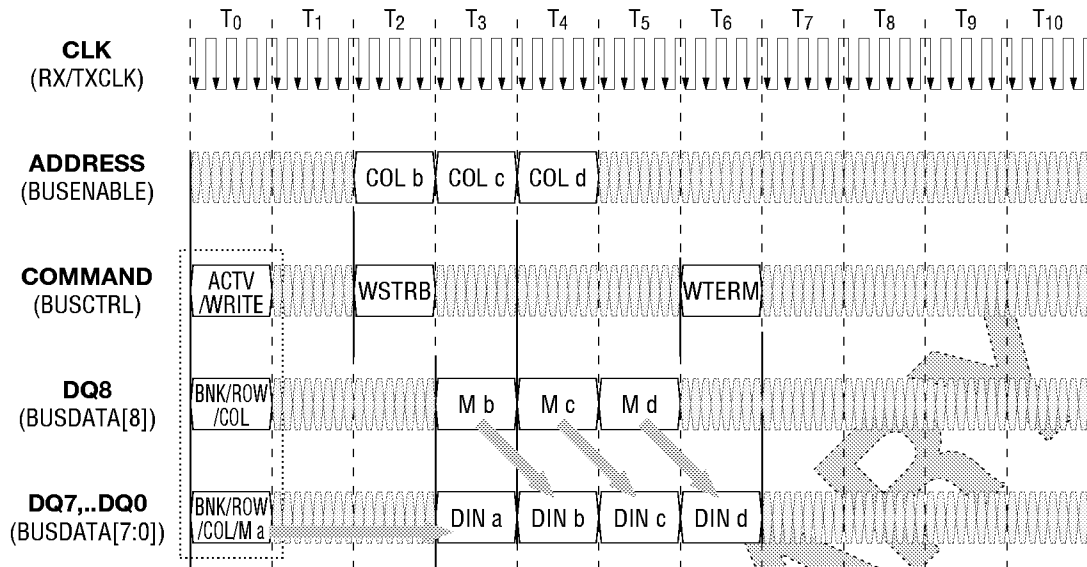 T0 T1 T2 T3 T4 T5 T6 T7 T8 T9 T10
CLK
(RX/TXCLK)
ADDRESS
(BUSENABLE)
COL b COL c COL d
COMMAND
(BUSCTRL)
ACTV
/WRITE
WSTRB
WTERM
DQ8
(BUSDATA[8])
BNK/ROW
/COL
M b M c M d
DQ7,..DQ0
(BUSDATA[7:0])
BNK/ROW
/COL/M a
DIN a DIN b DIN c DIN d